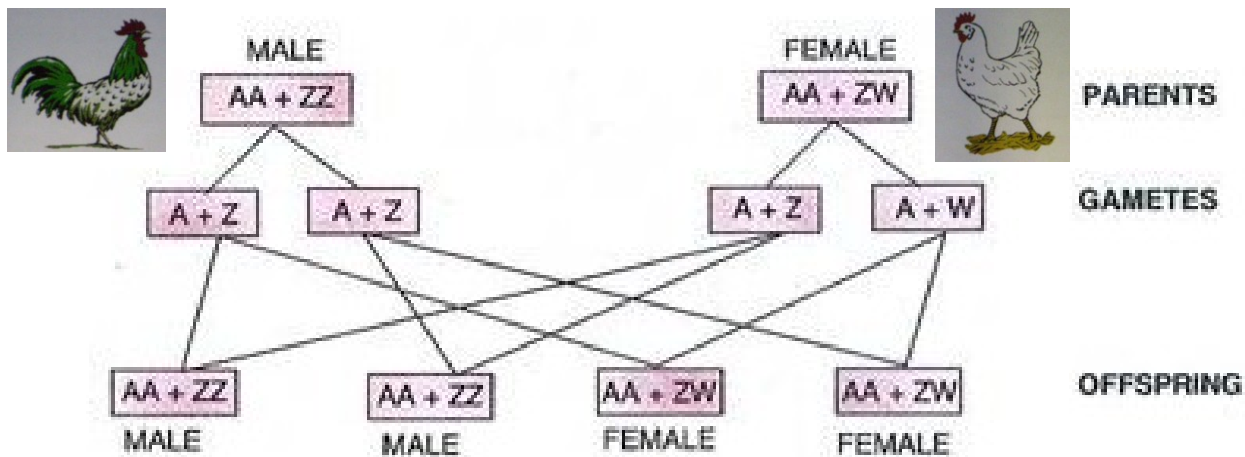 MALE
FEMALE
AA + ZZ
AA + ZW
PARENTS
A + Z
A + Z
A + Z
A + W
GAMETES
AA + ZZ
AA + ZZ
AA + ZW
AA + ZW
OFFSPRING
MALE
MALE
FEMALE
FEMALE